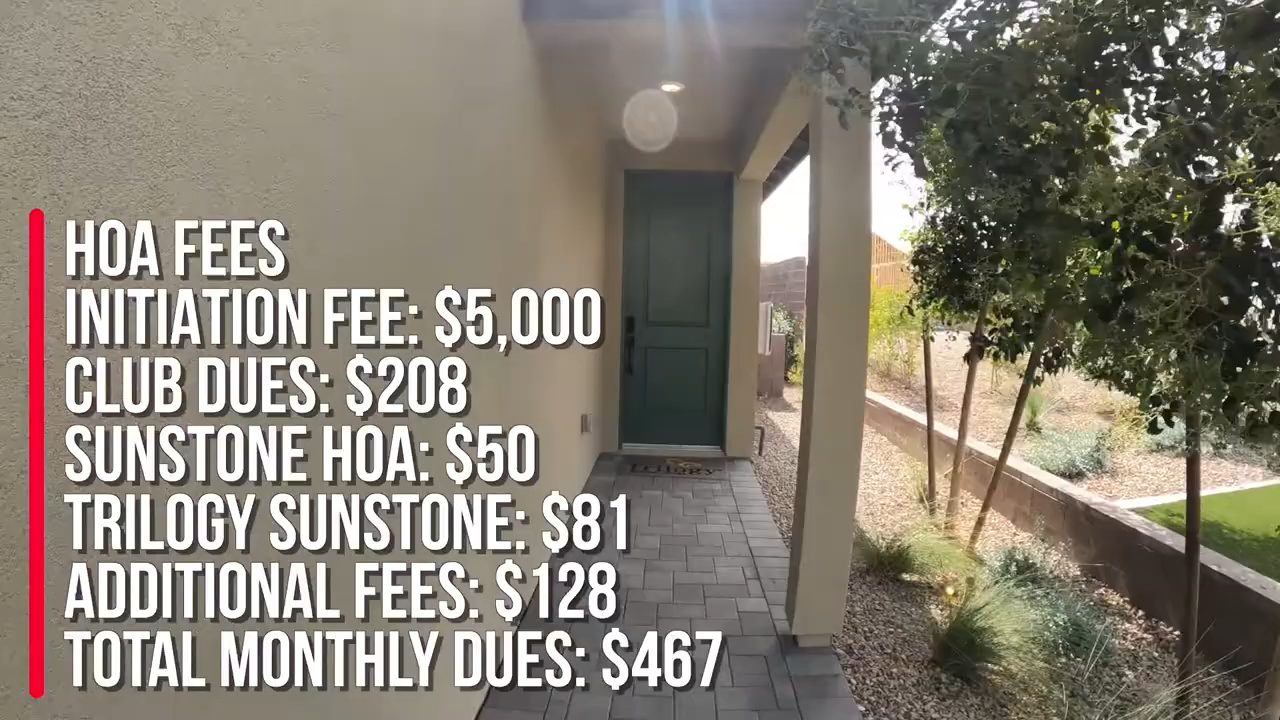 HOA FEES
INITIATION FEE: $5,000
CLUB DUES: $208
SUNSTONE HOA: $50
TRILOGY SUNSTONE: $81
ADDITIONAL FEES: $128
TOTAL MONTHLY DUES: $467
Trilogy